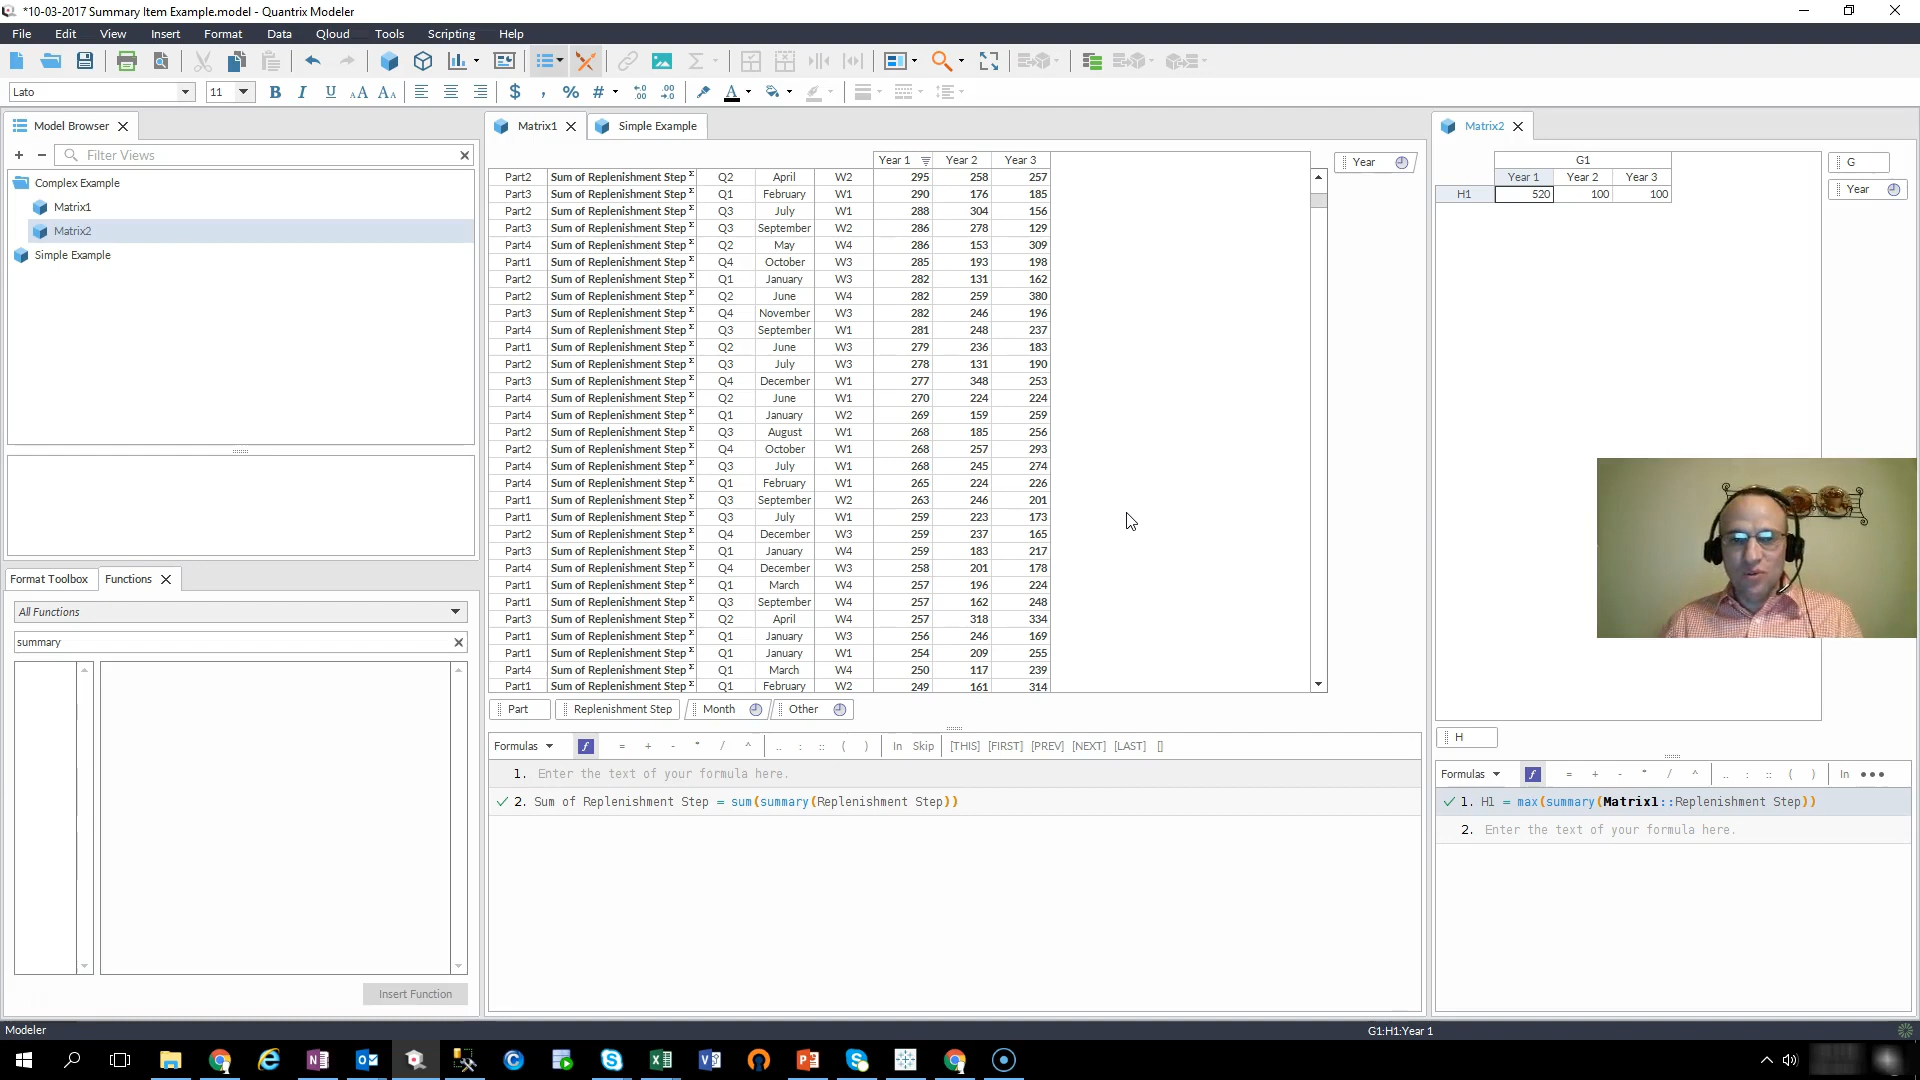 *10-03-2017 Summary Item Example.model - Quantrix Modeler
File Edit View Insert Format Data Qloud Tools Scripting Help
Lato 11 B I U AA AA $ , % #
Model Browser
Filter Views
Complex Example
Matrix1
Matrix2
Simple Example
Format Toolbox Functions
All Functions
summary
Insert Function
Matrix1 Simple Example
Year 1 Year 2 Year 3
Part2 Sum of Replenishment Step Σ Q2 April W2 295 258 257
Part3 Sum of Replenishment Step Σ Q1 February W1 290 176 185
Part2 Sum of Replenishment Step Σ Q3 July W1 288 304 156
Part3 Sum of Replenishment Step Σ Q3 September W2 286 278 129
Part4 Sum of Replenishment Step Σ Q2 May W4 286 153 309
Part1 Sum of Replenishment Step Σ Q4 October W3 285 193 198
Part2 Sum of Replenishment Step Σ Q1 January W3 282 131 162
Part2 Sum of Replenishment Step Σ Q2 June W4 282 259 380
Part3 Sum of Replenishment Step Σ Q4 November W3 282 246 196
Part4 Sum of Replenishment Step Σ Q3 September W1 281 248 237
Part1 Sum of Replenishment Step Σ Q2 June W3 279 236 183
Part2 Sum of Replenishment Step Σ Q3 July W3 278 131 190
Part3 Sum of Replenishment Step Σ Q4 December W1 277 348 253
Part4 Sum of Replenishment Step Σ Q2 June W1 270 224 224
Part4 Sum of Replenishment Step Σ Q1 January W2 269 159 259
Part2 Sum of Replenishment Step Σ Q3 August W1 268 185 256
Part2 Sum of Replenishment Step Σ Q4 October W1 268 257 293
Part4 Sum of Replenishment Step Σ Q3 July W1 268 245 274
Part4 Sum of Replenishment Step Σ Q1 February W1 265 224 226
Part1 Sum of Replenishment Step Σ Q3 September W2 263 246 201
Part1 Sum of Replenishment Step Σ Q3 July W1 259 223 173
Part2 Sum of Replenishment Step Σ Q4 December W3 259 237 165
Part3 Sum of Replenishment Step Σ Q1 January W4 259 183 217
Part4 Sum of Replenishment Step Σ Q4 December W3 258 201 178
Part1 Sum of Replenishment Step Σ Q1 March W4 257 196 224
Part1 Sum of Replenishment Step Σ Q3 September W4 257 162 248
Part3 Sum of Replenishment Step Σ Q2 April W4 257 318 334
Part1 Sum of Replenishment Step Σ Q1 January W3 256 246 169
Part1 Sum of Replenishment Step Σ Q1 January W1 254 209 255
Part4 Sum of Replenishment Step Σ Q1 March W4 250 117 239
Part1 Sum of Replenishment Step Σ Q1 February W2 249 161 314
Year
Part Replenishment Step Month Other
Formulas f = + - * / ^ .. : :: ( ) In Skip [THIS] [FIRST] [PREV] [NEXT] [LAST] []
1. Enter the text of your formula here.
2. Sum of Replenishment Step = sum(summary(Replenishment Step))
Matrix2
G1
Year 1 Year 2 Year 3
H1 520 100 100
G
Year
H
Formulas f = + - * / ^ .. : :: ( ) In
1. H1 = max(summary(Matrix1::Replenishment Step))
2. Enter the text of your formula here.
Modeler G1:H1:Year 1